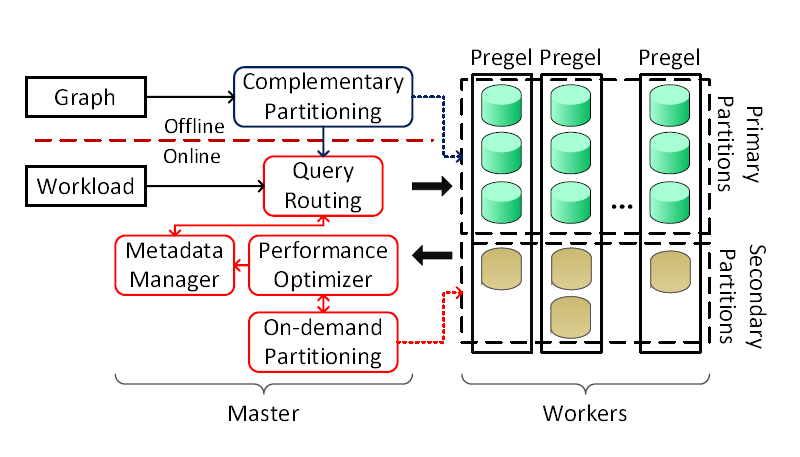 Pregel Pregel Pregel
Graph
Complementary
Partitioning
Offline
Online
Workload
Query
Routing
Metadata
Manager
Performance
Optimizer
On-demand
Partitioning
...
Primary
Partitions
Secondary
Partitions
Master
Workers